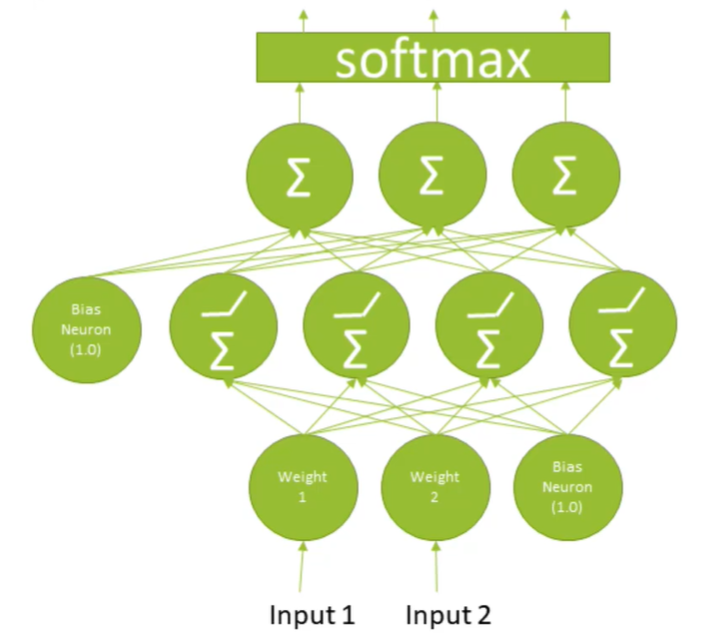 softmax
Σ Σ Σ
Bias
Neuron
(1.0)
Σ Σ Σ Σ
Weight
1
Weight
2
Bias
Neuron
(1.0)
Input 1 Input 2